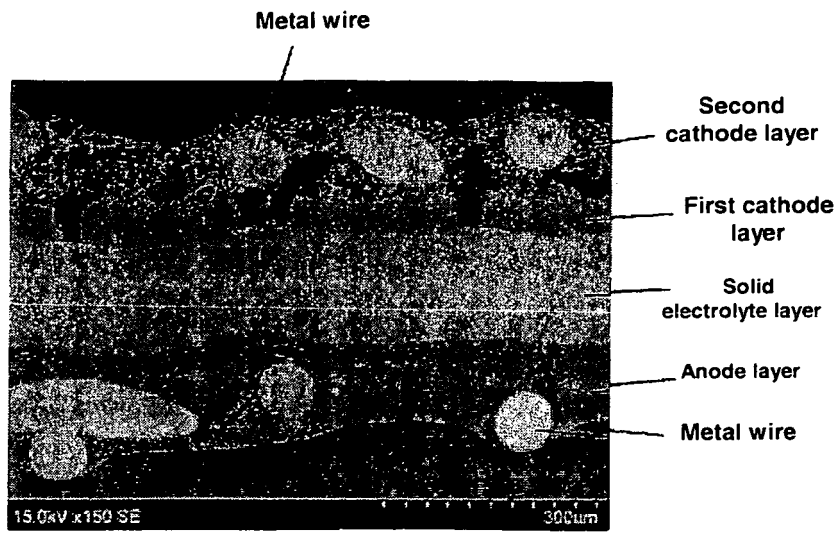 Metal wire
Second
cathode layer
First cathode
layer
Solid
electrolyte layer
Anode layer
Metal wire
15.0kV x150 SE
300um